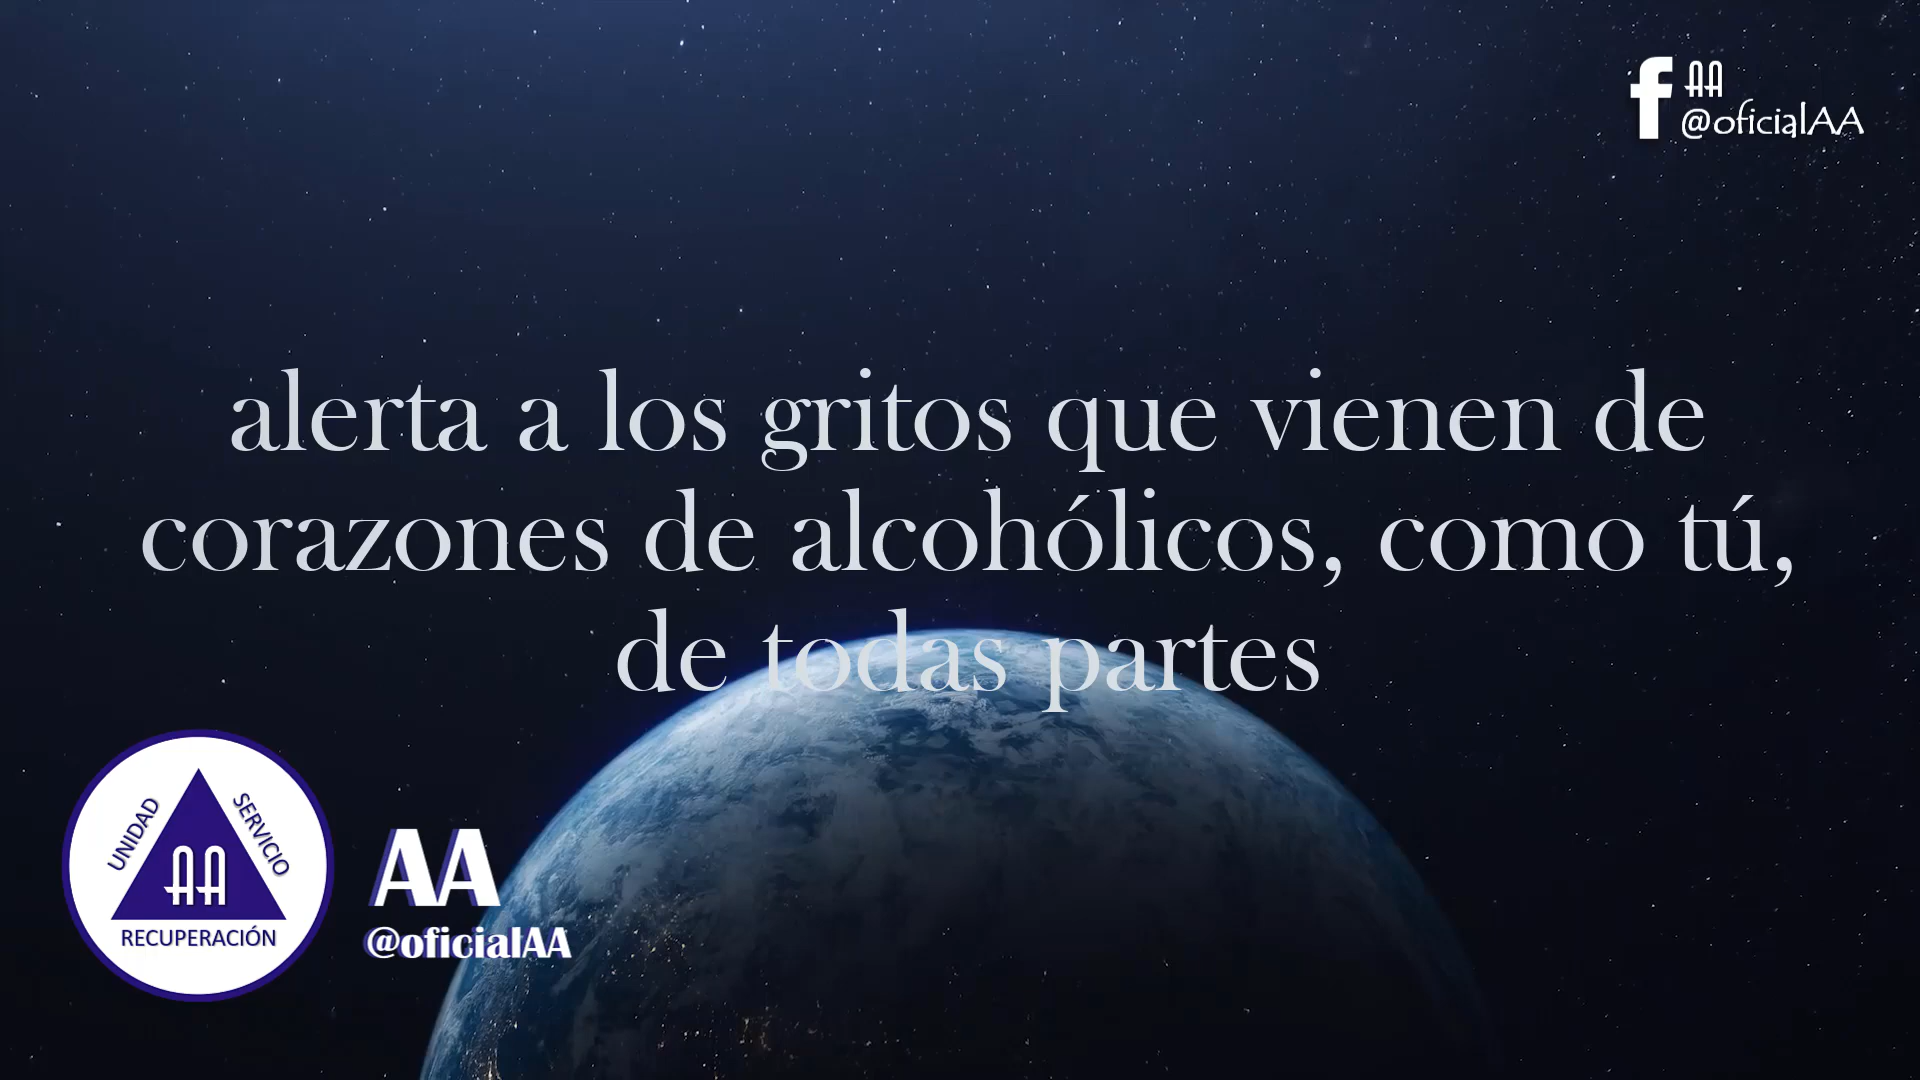 AA
@oficialAA
alerta a los gritos que vienen de
corazones de alcohólicos, como tú,
de todas partes
UNIDAD
SERVICIO
AA
RECUPERACIÓN
AA
@oficialAA